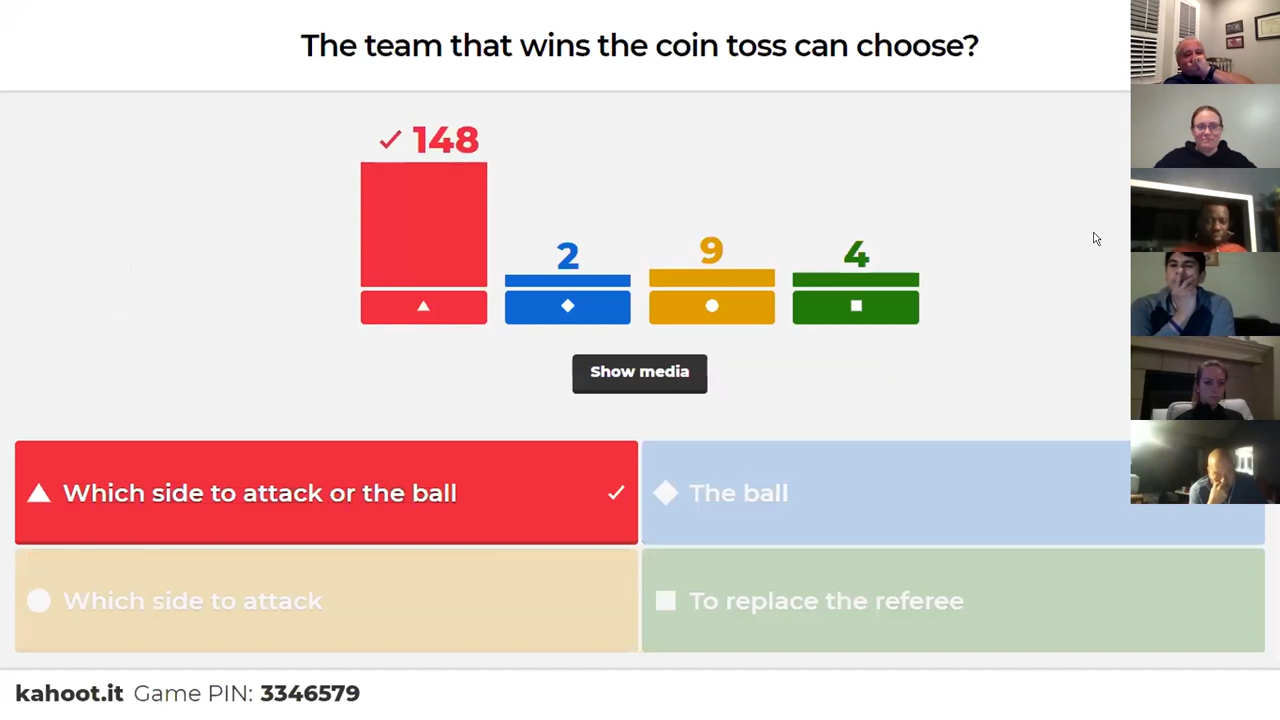 The team that wins the coin toss can choose?
148
2
9
4
Show media
Which side to attack or the ball
The ball
Which side to attack
To replace the referee
kahoot.it Game PIN: 3346579